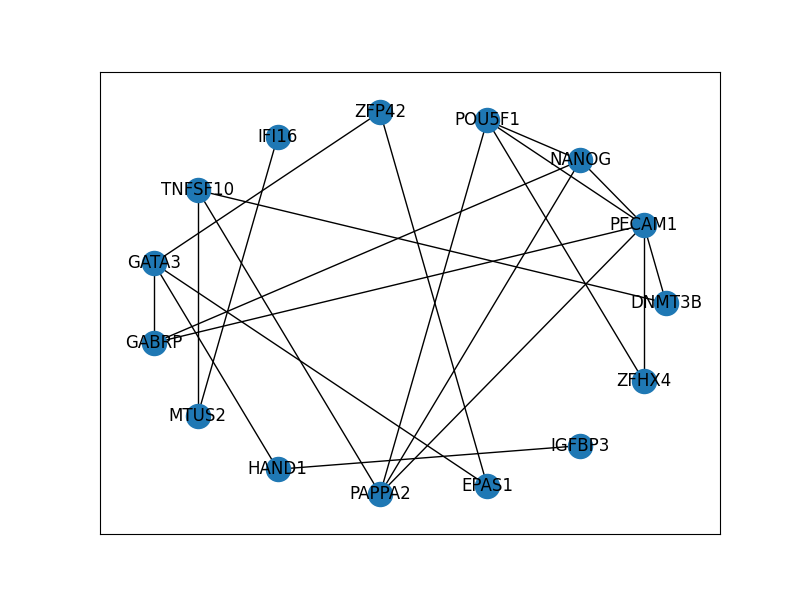 ZFP42
POU5F1
IFI16
NANOG
TNFSF10
PECAM1
GATA3
DNMT3B
GABRP
ZFHX4
MTUS2
IGFBP3
HAND1
EPAS1
PAPPA2